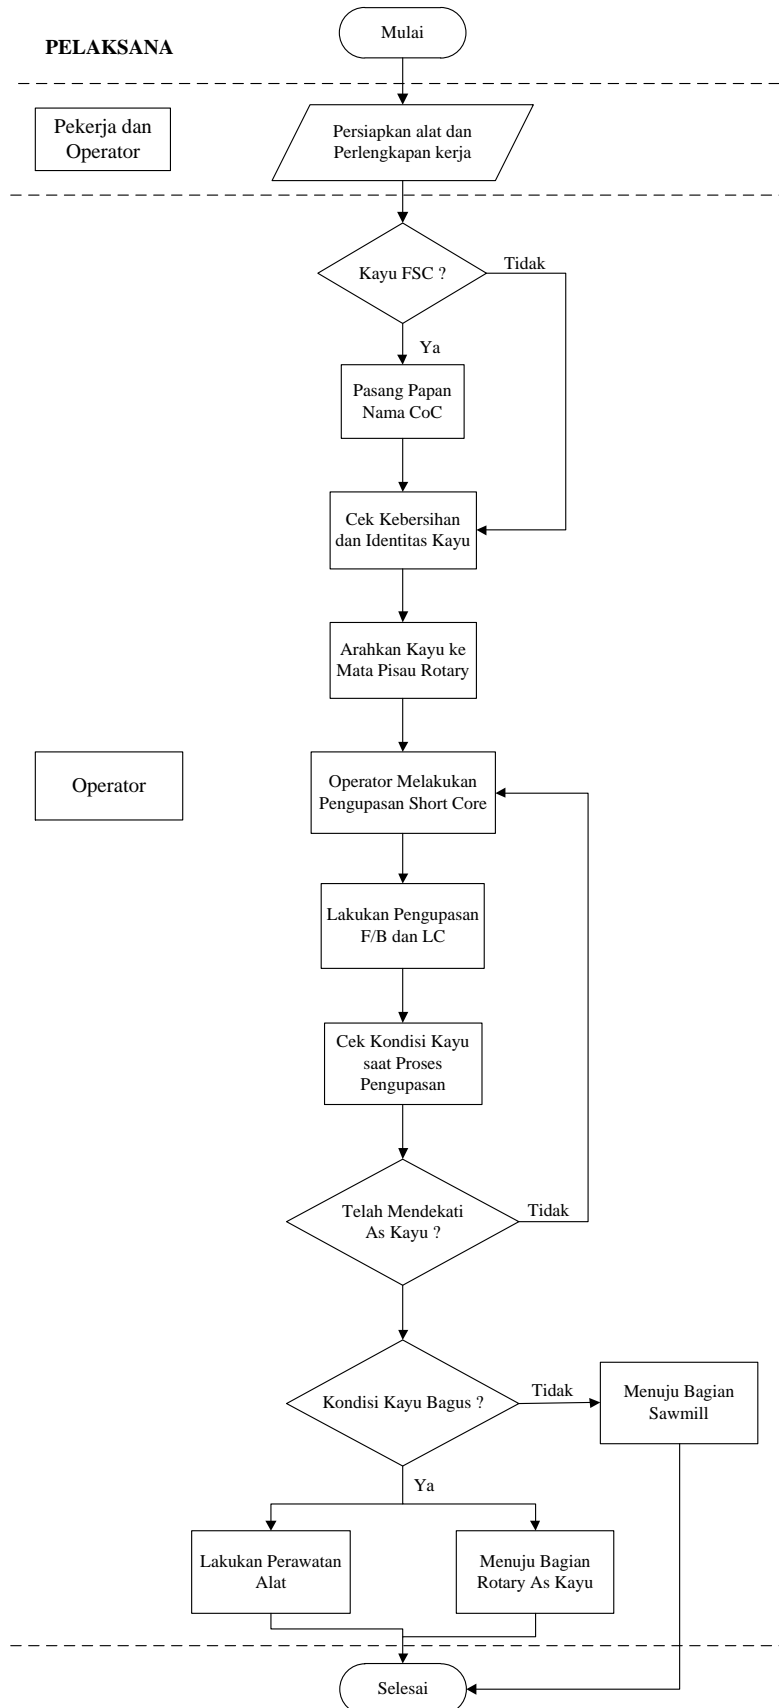 Mulai
PELAKSANA
Pekerja dan
Operator
Persiapkan alat dan
Perlengkapan kerja
Kayu FSC ?
Tidak
Ya
Pasang Papan
Nama CoC
Cek Kebersihan
dan Identitas Kayu
Arahkan Kayu ke
Mata Pisau Rotary
Operator
Operator Melakukan
Pengupasan Short Core
Lakukan Pengupasan
F/B dan LC
Cek Kondisi Kayu
saat Proses
Pengupasan
Telah Mendekati
As Kayu ?
Tidak
Kondisi Kayu Bagus ?
Tidak
Menuju Bagian
Sawmill
Ya
Lakukan Perawatan
Alat
Menuju Bagian
Rotary As Kayu
Selesai